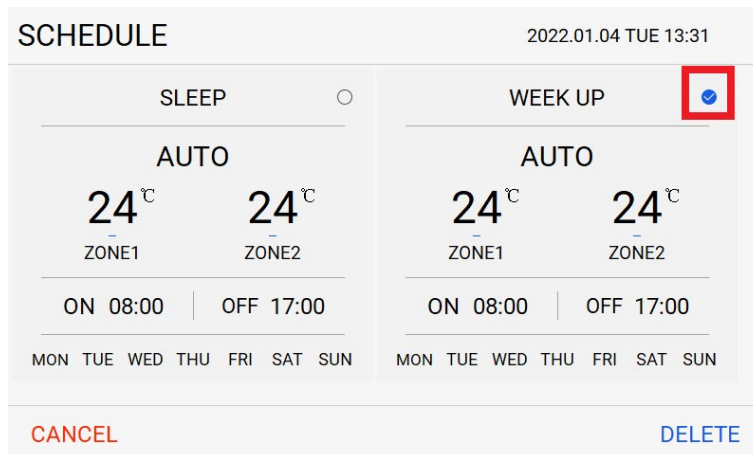 SCHEDULE 2022.01.04 TUE 13:31
SLEEP
AUTO
24℃ 24℃
ZONE1 ZONE2
ON 08:00 OFF 17:00
MON TUE WED THU FRI SAT SUN
WEEK UP
AUTO
24℃ 24℃
ZONE1 ZONE2
ON 08:00 OFF 17:00
MON TUE WED THU FRI SAT SUN
CANCEL DELETE